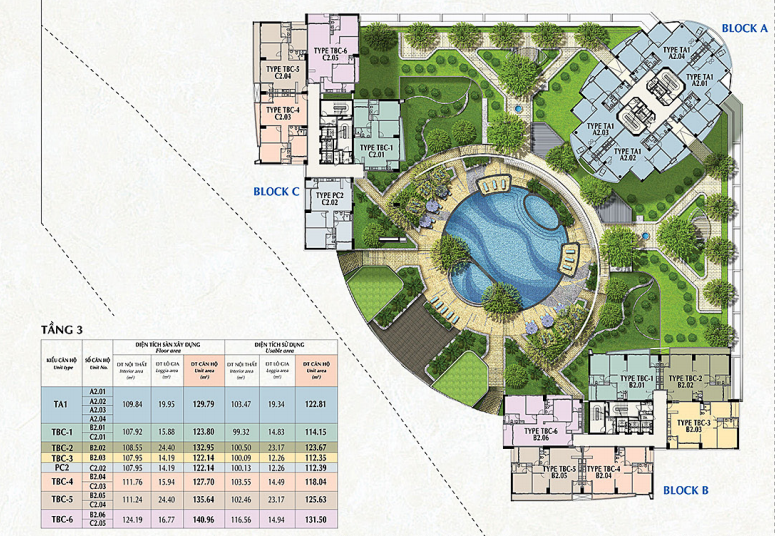 BLOCK A
TYPE TBC-6
C2.05
TYPE TBC-5
C2.04
TYPE TBC-4
C2.03
TYPE TBC-1
C2.01
TYPE PC2
C2.02
BLOCK C
TYPE TA1
A2.04
TYPE TA1
A2.01
TYPE TA1
A2.03
TYPE TA1
A2.02
TYPE TBC-1
B2.01
TYPE TBC-2
B2.02
TYPE TBC-3
B2.03
TYPE TBC-6
B2.06
TYPE TBC-5
B2.05
TYPE TBC-4
B2.04
BLOCK B
TẦNG 3
KIỂU CĂN HỘ
Unit type
SỐ CĂN HỘ
Unit No.
DIỆN TÍCH SÀN XÂY DỰNG
Floor area
DIỆN TÍCH SỬ DỤNG
Usable area
DT NỘI THẤT
Interior area
(m²)
DT LÔ GIA
Loggia area
(m²)
DT CĂN HỘ
Unit area
(m²)
DT NỘI THẤT
Interior area
(m²)
DT LÔ GIA
Loggia area
(m²)
DT CĂN HỘ
Unit area
(m²)
TA1 A2.01 A2.02 A2.03 A2.04 109.84 19.95 129.79 103.47 19.34 122.81
TBC-1 B2.01 C2.01 107.92 15.88 123.80 99.32 14.83 114.15
TBC-2 B2.02 108.55 24.40 132.95 100.50 23.17 123.67
TBC-3 B2.03 107.95 14.19 122.14 100.09 12.26 112.35
PC2 C2.02 107.95 14.19 122.14 100.13 12.26 112.39
TBC-4 B2.04 C2.03 111.76 15.94 127.70 103.55 14.49 118.04
TBC-5 B2.05 C2.04 111.24 24.40 135.64 102.46 23.17 125.63
TBC-6 B2.06 C2.05 124.19 16.77 140.96 116.56 14.94 131.50